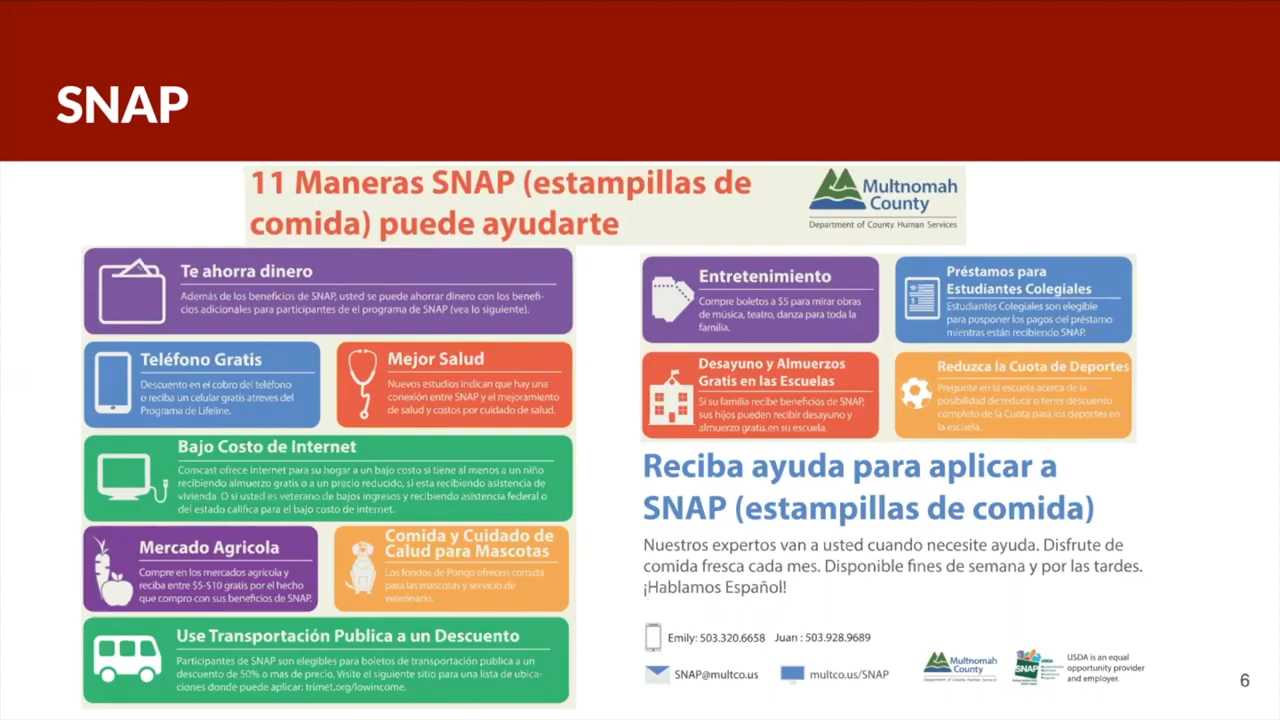 SNAP
11 Maneras SNAP (estampillas de
comida) puede ayudarte
Multnomah
County
Department of County Human Services
Te ahorra dinero
Además de los beneficios de SNAP, usted se puede ahorrar dinero con los benefi-
cios adicionales para participantes de el programa de SNAP (vea lo siguiente).
Teléfono Gratis
Descuento en el cobro del teléfono
o reciba un celular gratis atreves del
Programa de Lifeline.
Mejor Salud
Nuevos estudios indican que hay una
conexión entre SNAP y el mejoramiento
de salud y costos por cuidado de salud.
Bajo Costo de Internet
Comcast ofrece Internet para su hogar a un bajo costo si tiene al menos a un niño
recibiendo almuerzo gratis o a un precio reducido, si esta recibiendo asistencia de
vivienda. O si usted es veterano de bajos ingresos y recibiendo asistencia federal o
del estado califica para el bajo costo de internet.
Mercado Agricola
Compre en los mercados agrícola y
reciba entre $5-$10 gratis por el hecho
que compro con sus beneficios de SNAP.
Comida y Cuidado de
Calud para Mascotas
Los fondos de Pongo ofrecen comida
para las mascotas y servicio de
veterinario.
Use Transportación Publica a un Descuento
Participantes de SNAP son elegibles para boletos de transportación publica a un
descuento de 50% o mas de precio. Visite el siguiente sitio para una lista de ubica-
ciones donde puede aplicar: trimet.org/lowincome.
Entretenimiento
Compre boletos a $5 para mirar obras
de música, teatro, danza para toda la
familia.
Préstamos para
Estudiantes Colegiales
Estudiantes Colegiales son elegible
para posponer los pagos del préstamo
mientras están recibiendo SNAP.
Desayuno y Almuerzos
Gratis en las Escuelas
Si su familia recibe beneficios de SNAP,
sus hijos pueden recibir desayuno y
almuerzo gratis en su escuela.
Reduzca la Cuota de Deportes
Pregunte en la escuela acerca de la
posibilidad de reducir o tener descuento
completo de la Cuota para los deportes en
la escuela.
Reciba ayuda para aplicar a
SNAP (estampillas de comida)
Nuestros expertos van a usted cuando necesite ayuda. Disfrute de
comida fresca cada mes. Disponible fines de semana y por las tardes.
¡Hablamos Español!
Emily: 503.320.6658 Juan : 503.928.9689
SNAP@multco.us multco.us/SNAP
Multnomah
County
SNAP
USDA is an equal
opportunity provider
and employer.
6